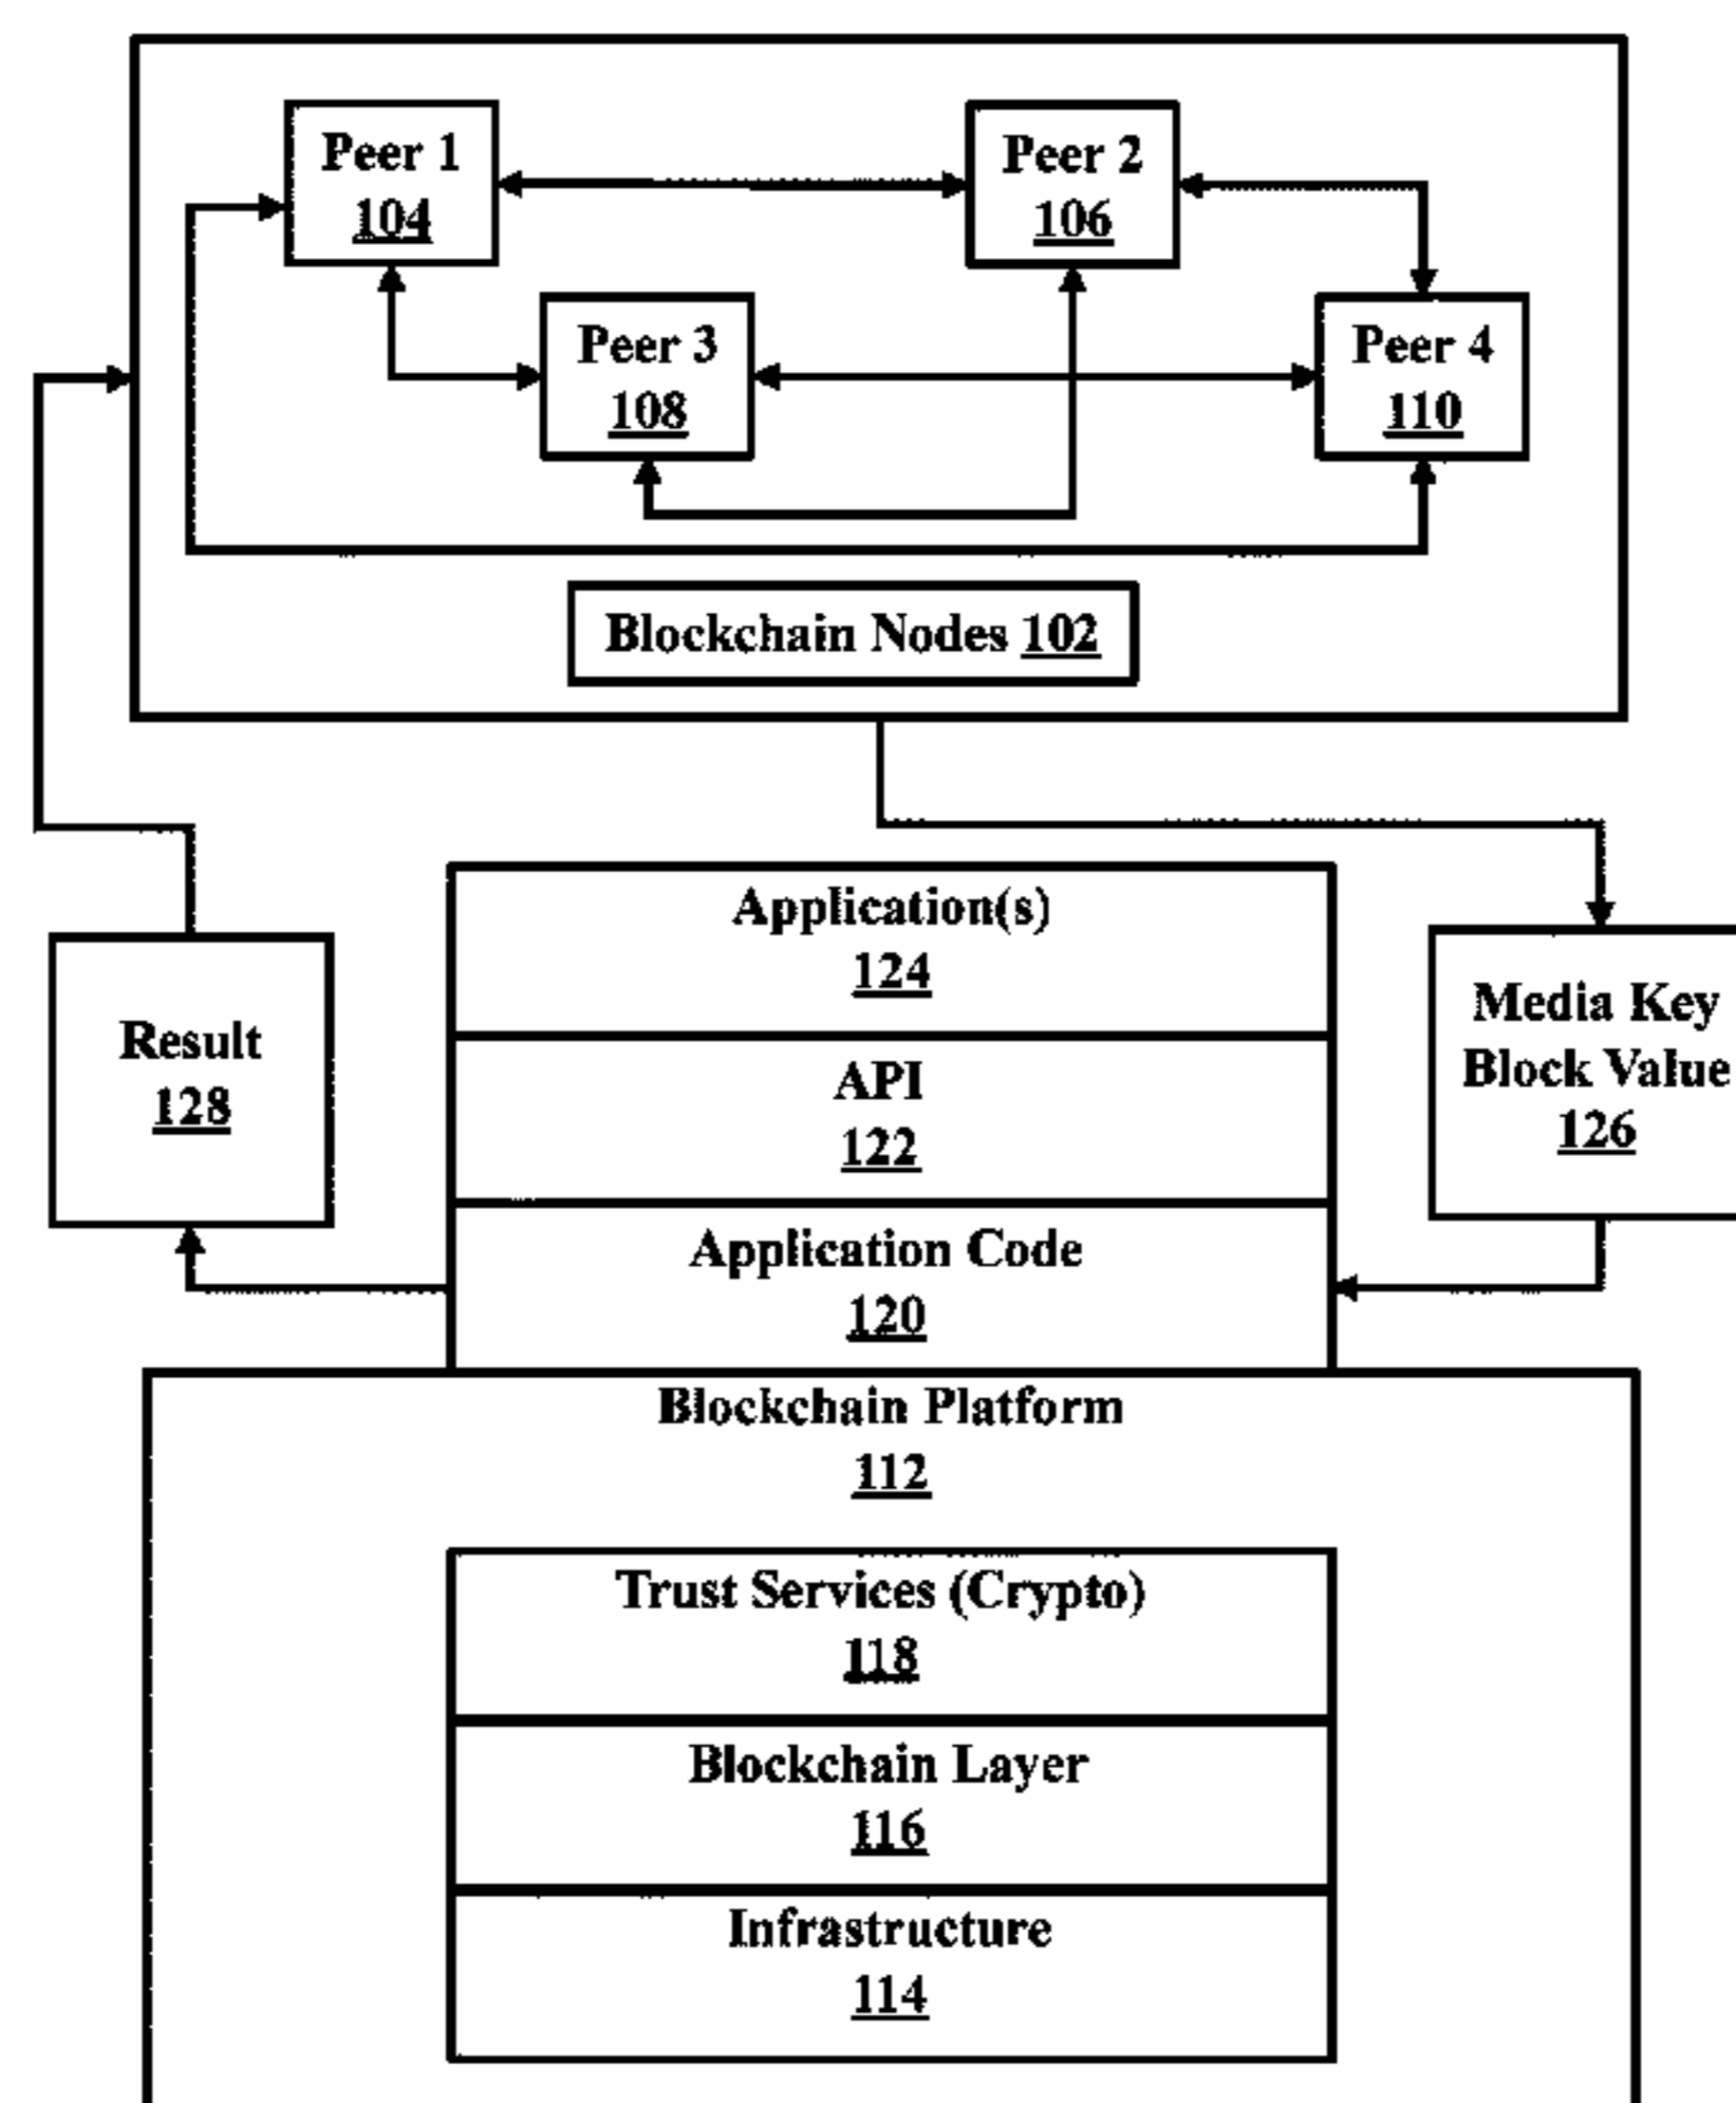 Peer 1
104
Peer 2
106
Peer 3
108
Peer 4
110
Blockchain Nodes 102
Application(s)
124
API
122
Application Code
120
Result
128
Media Key
Block Value
126
Blockchain Platform
112
Trust Services (Crypto)
118
Blockchain Layer
116
Infrastructure
114